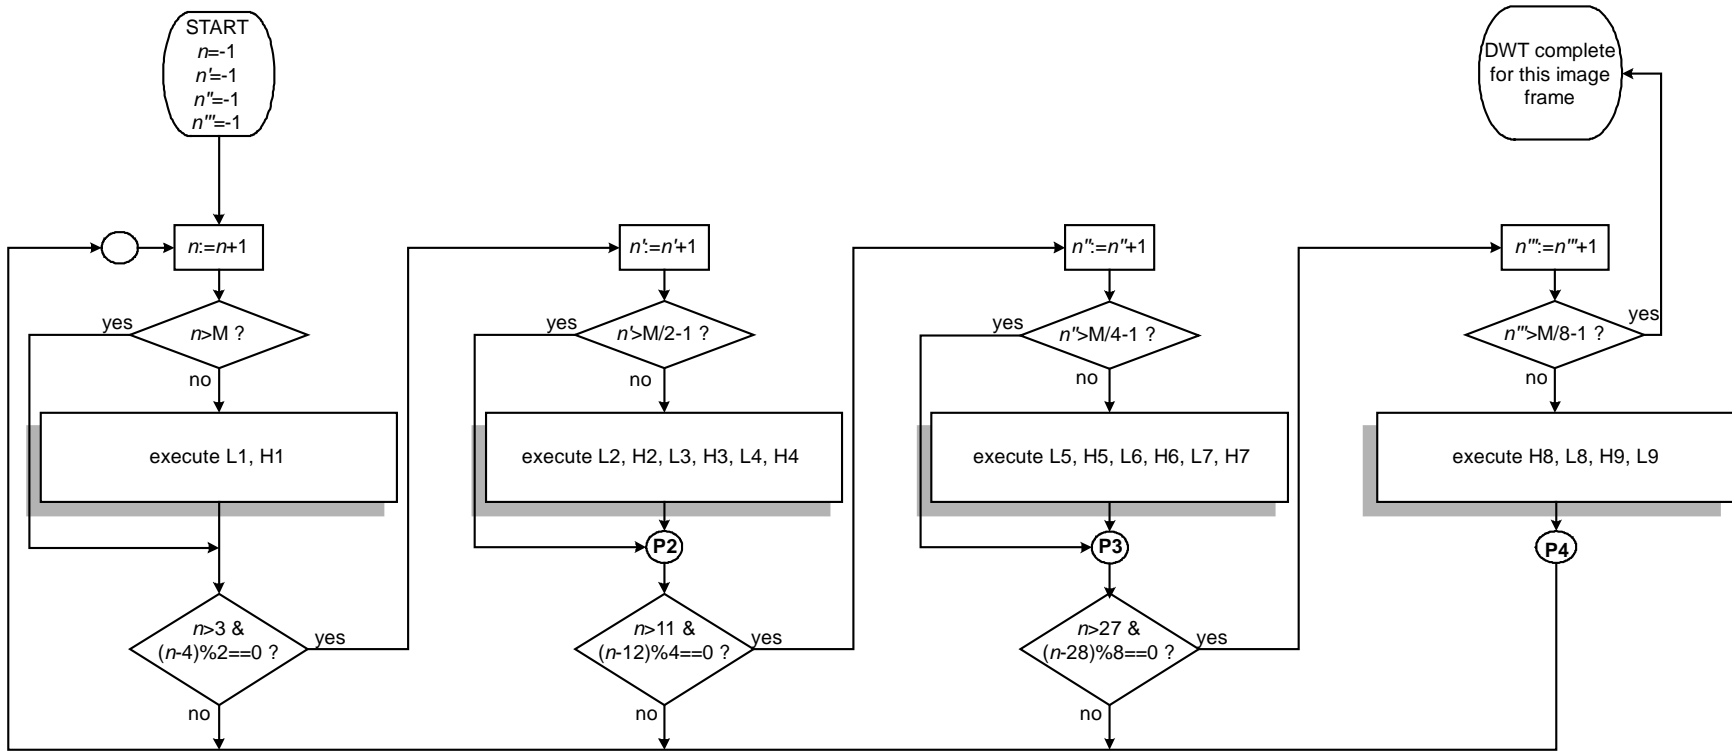 START
n=-1
n'=-1
n''=-1
n'''=-1
DWT complete
for this image
frame
n:=n+1
n':=n'+1
n'':=n''+1
n''':=n'''+1
yes
n>M ?
no
yes
n'>M/2-1 ?
no
yes
n''>M/4-1 ?
no
n'''>M/8-1 ?
yes
no
execute L1, H1
execute L2, H2, L3, H3, L4, H4
execute L5, H5, L6, H6, L7, H7
execute H8, L8, H9, L9
P2
P3
P4
n>3 &
(n-4)%2==0 ?
yes
no
n>11 &
(n-12)%4==0 ?
yes
no
n>27 &
(n-28)%8==0 ?
yes
no